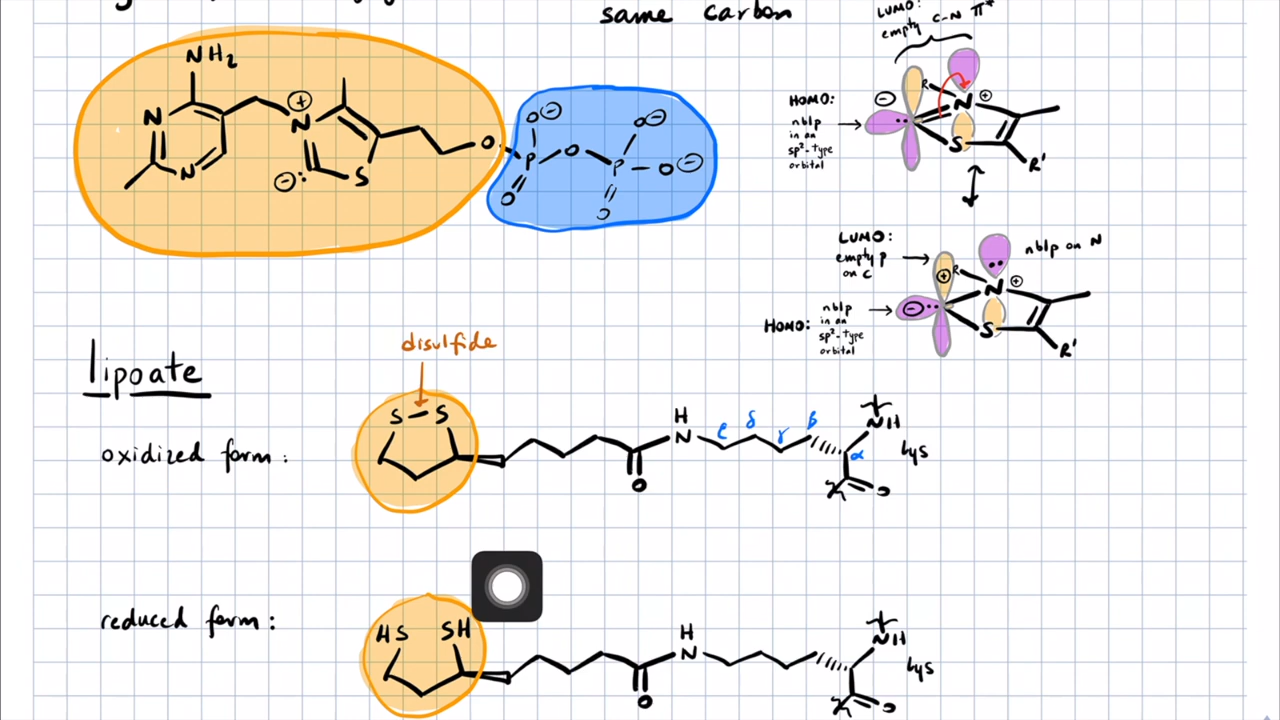 same carbon
LUMO:
empty C-N π*
NH₂
N
N
N
⊕
⊖ :
S
O
O ⊖
P
O
O
P
O ⊖
O ⊖
O
HOMO:
nblp
in an
sp²-type
orbital
⊖
R
N ⊕
S
R'
LUMO:
empty p
on C
⊕
R
N ⊕
nblp on N
HOMO:
nblp
in an
sp²-type
orbital
⊖
S
R'
lipoate
disulfide
oxidized form:
S - S
H
N
O
ε δ γ β
α
NH
Lys
O
reduced form:
HS SH
H
N
O
NH
Lys
O